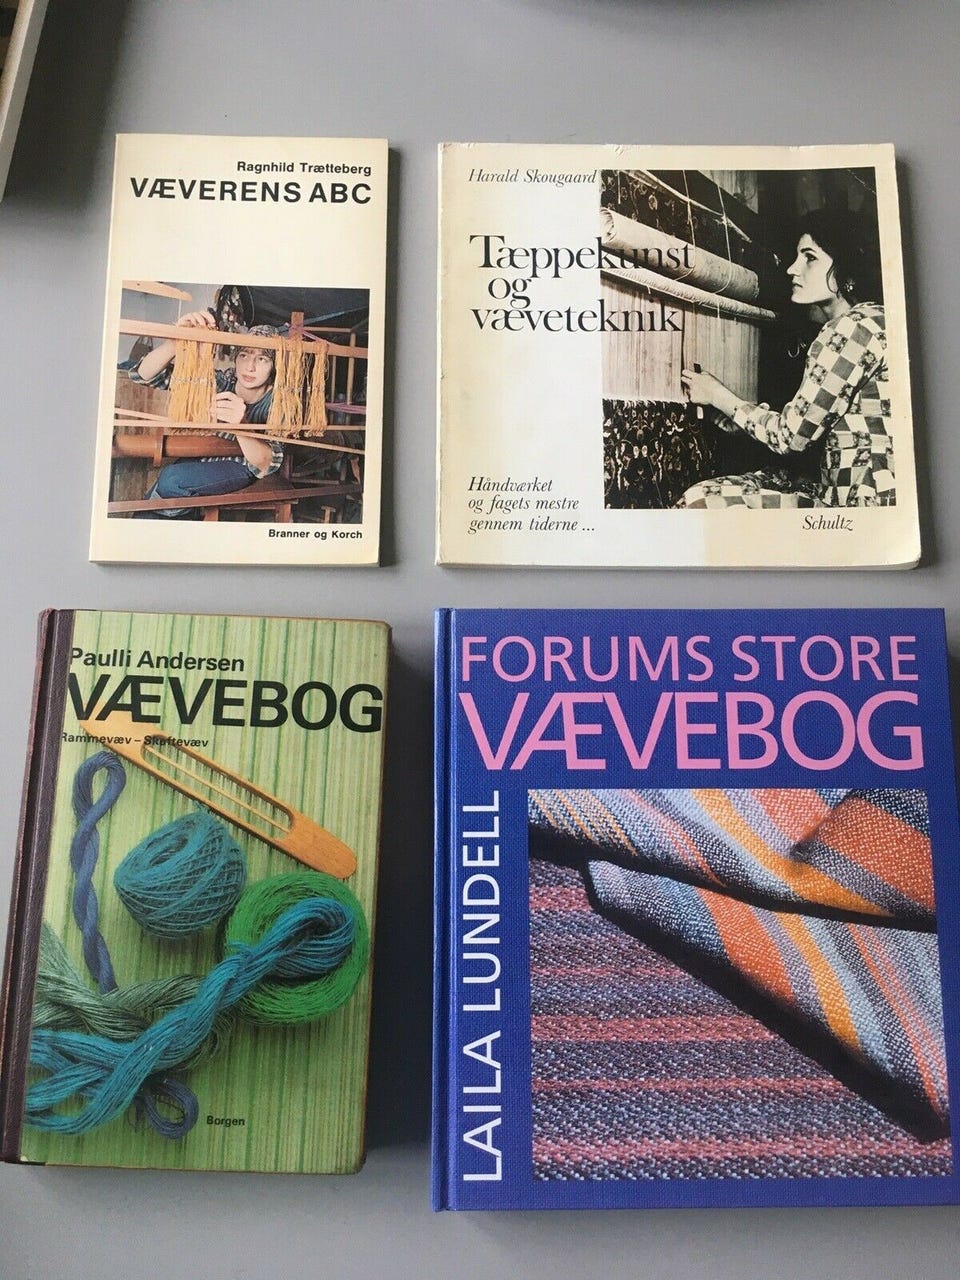 Ragnhild Trætteberg
VÆVERENS ABC
Branner og Korch
Harald Skougaard
Tæppekunst
og
væveteknik
Håndværket
og fagets mestre
gennem tiderne...
Schultz
Paulli Andersen
VÆVEBOG
Rammevæv – Skaftevæv
Borgen
FORUMS STORE
VÆVEBOG
LAILA LUNDELL